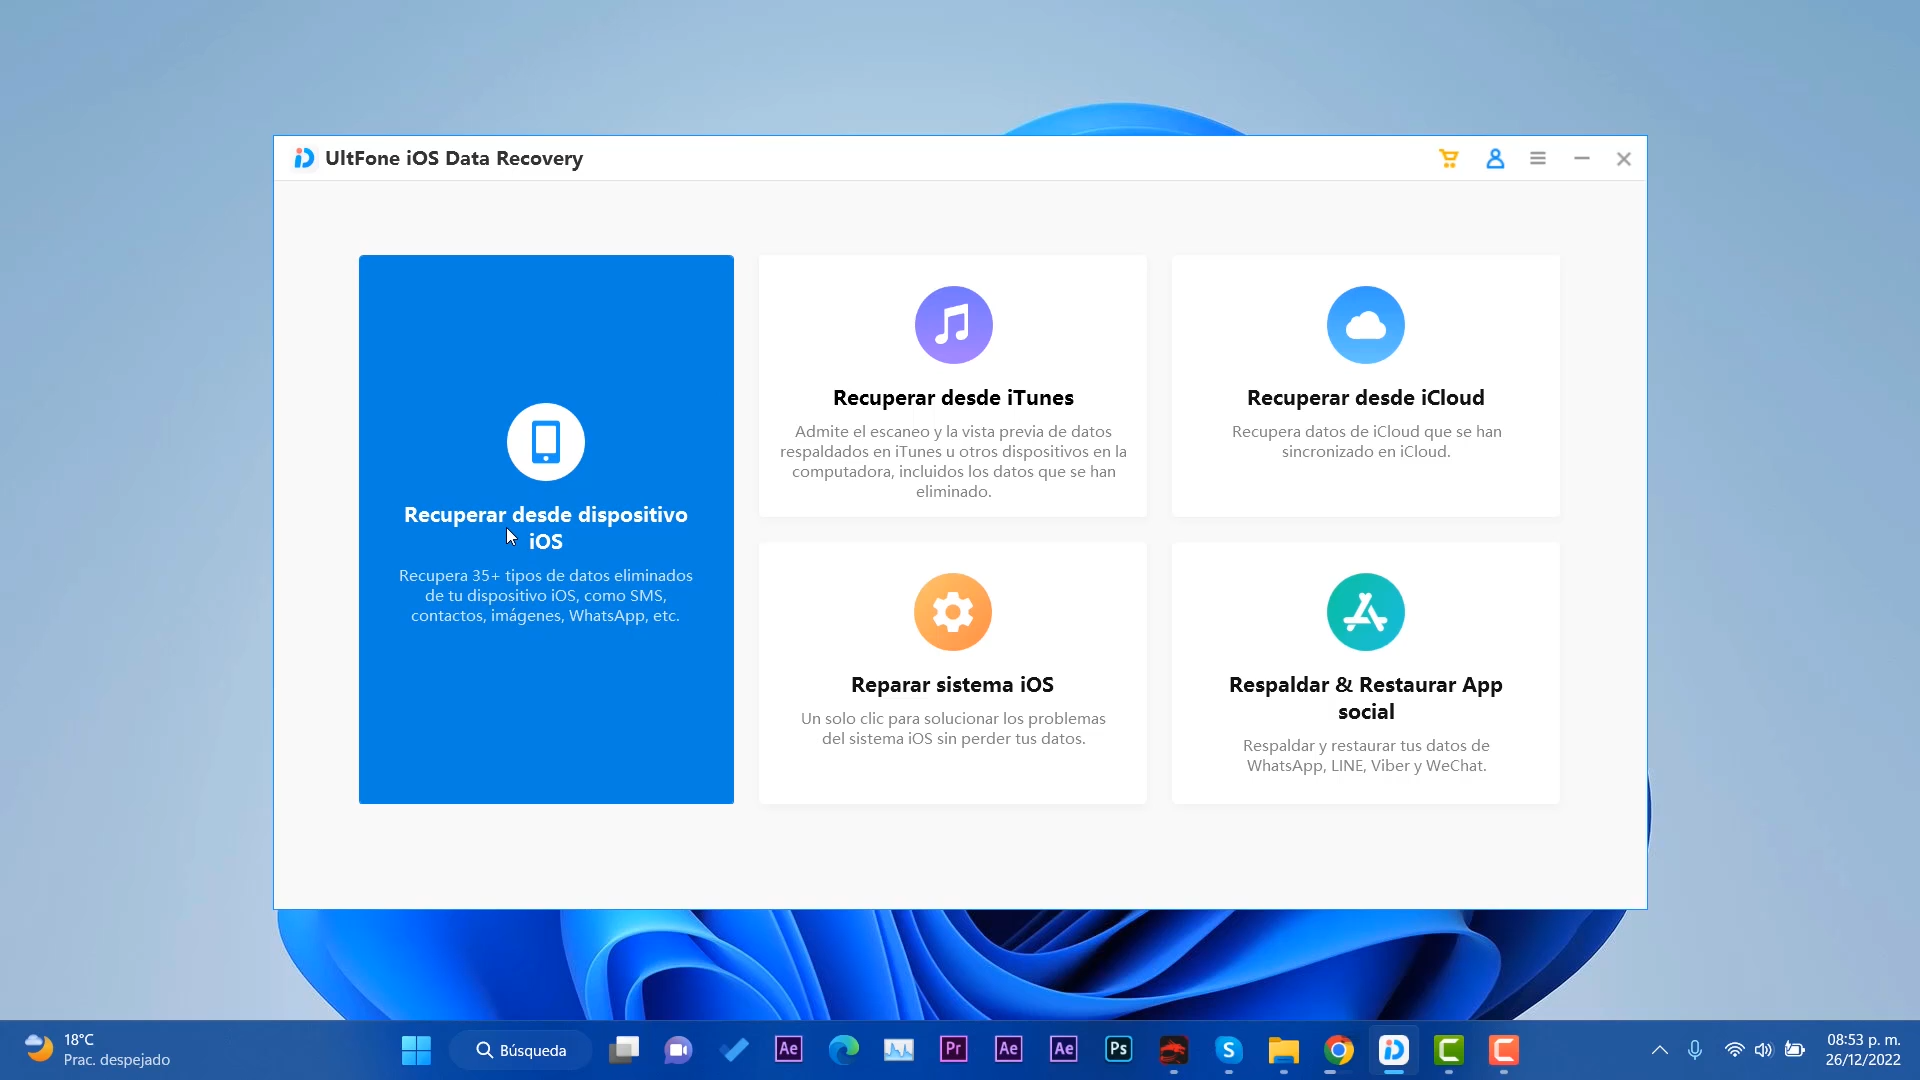 UltFone iOS Data Recovery
Recuperar desde dispositivo
iOS
Recupera 35+ tipos de datos eliminados
de tu dispositivo iOS, como SMS,
contactos, imágenes, WhatsApp, etc.
Recuperar desde iTunes
Admite el escaneo y la vista previa de datos
respaldados en iTunes u otros dispositivos en la
computadora, incluidos los datos que se han
eliminado.
Recuperar desde iCloud
Recupera datos de iCloud que se han
sincronizado en iCloud.
Reparar sistema iOS
Un solo clic para solucionar los problemas
del sistema iOS sin perder tus datos.
Respaldar & Restaurar App
social
Respaldar y restaurar tus datos de
WhatsApp, LINE, Viber y WeChat.
18°C
Prac. despejado
Búsqueda
Ae
Pr
Ae
Ae
Ps
08:53 p. m.
26/12/2022